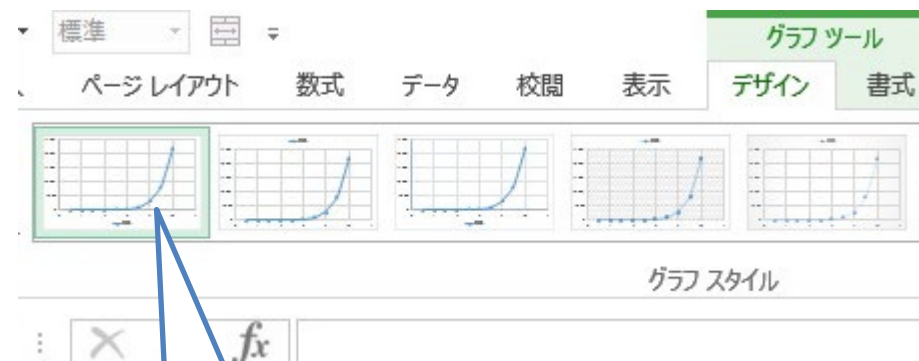 標準
グラフ ツール
ページ レイアウト 数式 データ 校閲 表示 デザイン 書式
グラフ スタイル
fx